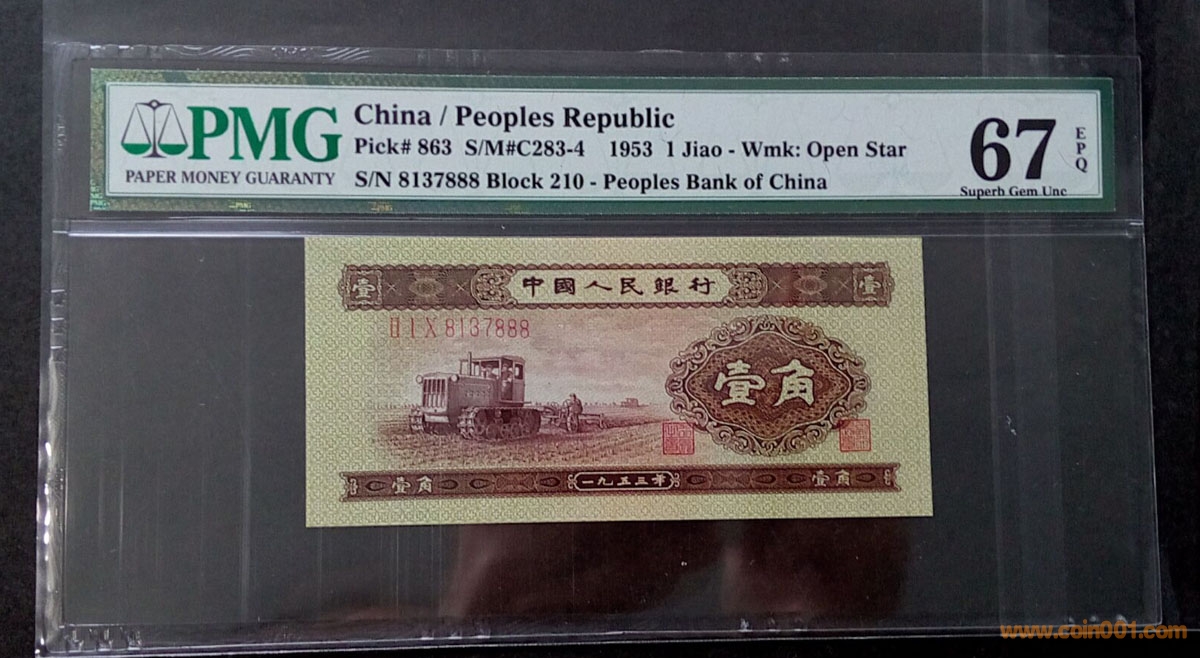 PMG
PAPER MONEY GUARANTY
China / Peoples Republic
Pick# 863 S/M#C283-4 1953 1 Jiao - Wmk: Open Star
S/N 8137888 Block 210 - Peoples Bank of China
67
EPQ
Superb Gem Unc
壹 中國人民銀行 壹
ⅡⅠⅩ 8137888
壹角
壹角 一九五三年 壹角
www.coin001.com